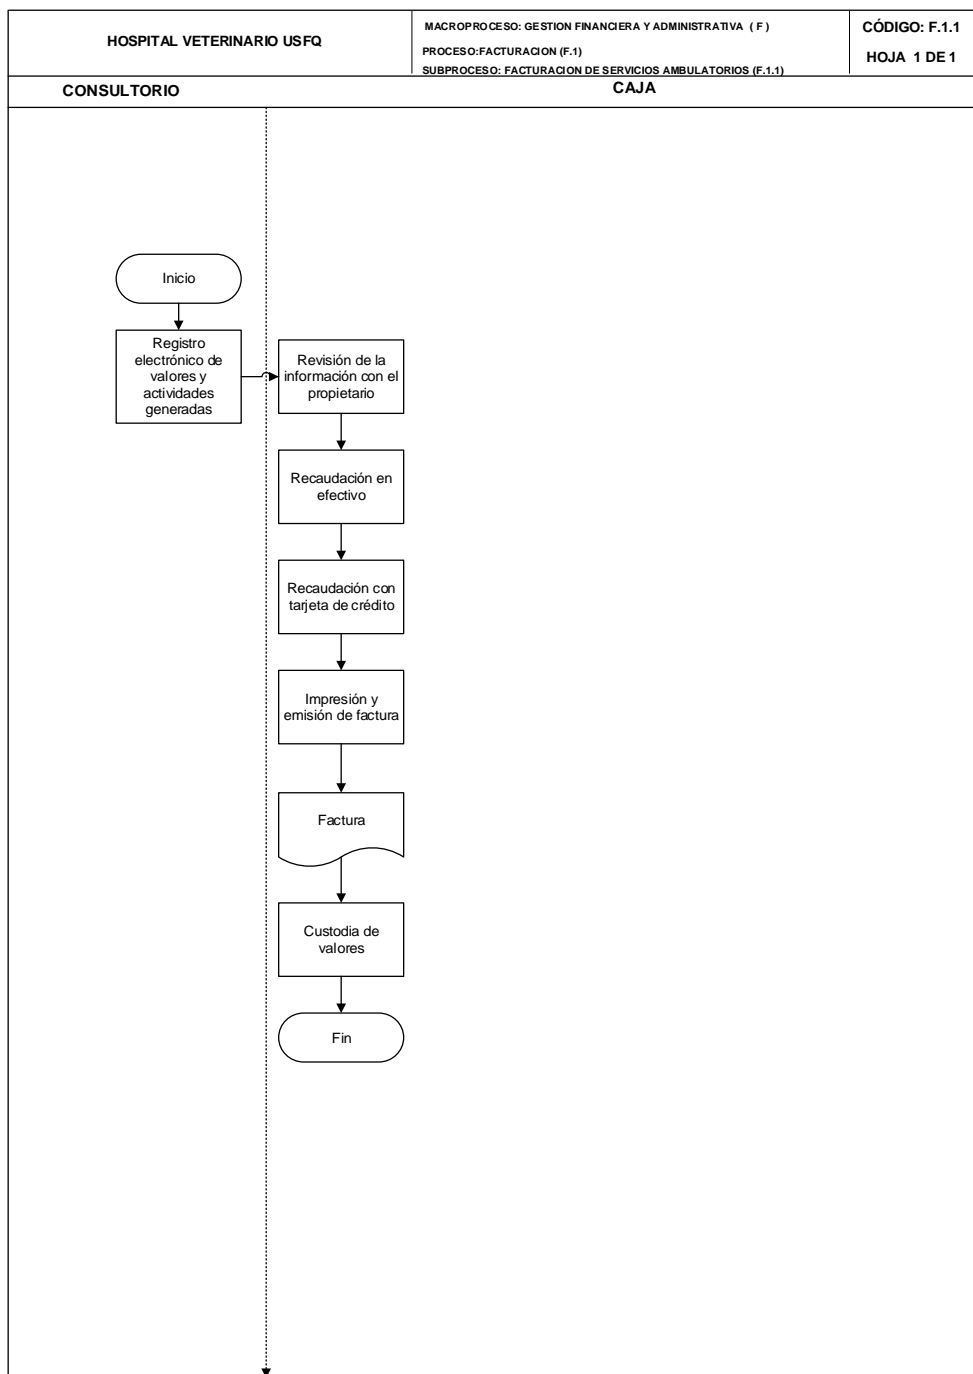 HOSPITAL VETERINARIO USFQ
MACROPROCESO: GESTION FINANCIERA Y ADMINISTRATIVA ( F )
PROCESO:FACTURACION (F.1)
SUBPROCESO: FACTURACION DE SERVICIOS AMBULATORIOS (F.1.1)
CÓDIGO: F.1.1
HOJA 1 DE 1
CONSULTORIO
CAJA
Inicio
Registro
electrónico de
valores y
actividades
generadas
Revisión de la
información con el
propietario
Recaudación en
efectivo
Recaudación con
tarjeta de crédito
Impresión y
emisión de factura
Factura
Custodia de
valores
Fin